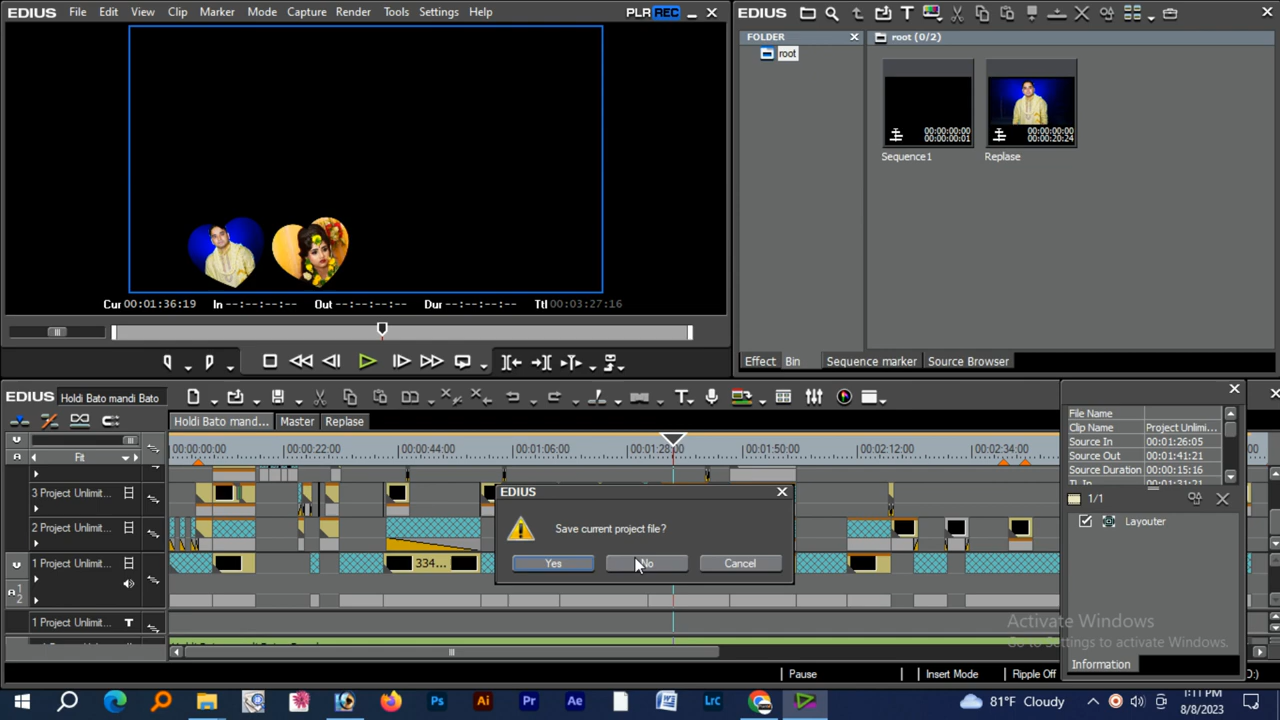 EDIUS File Edit View Clip Marker Mode Capture Render Tools Settings Help PLR REC
Cur 00:01:36:19 In --:--:--:-- Out --:--:--:-- Dur --:--:--:-- Ttl 00:03:27:16
EDIUS
FOLDER
root
root (0/2)
00:00:00:00
00:00:00:01
Sequence1
00:00:00:00
00:00:20:24
Replase
Effect Bin Sequence marker Source Browser
EDIUS Holdi Bato mandi Bato
Holdi Bato mand... Master Replase
Fit
00:00:00:00 00:00:22:00 00:00:44:00 00:01:06:00 00:01:28:00 00:01:50:00 00:02:12:00 00:02:34:00
3 Project Unlimit...
2 Project Unlimit...
1 Project Unlimit...
334...
1
2
1 Project Unlimit... T
EDIUS
Save current project file?
Yes No Cancel
File Name
Clip Name Project Unlimi...
Source In 00:01:26:05
Source Out 00:01:41:21
Source Duration 00:00:15:16
1/1
Layouter
Information
Activate Windows
Go to Settings to activate Windows.
Pause Insert Mode Ripple Off
Ps Ai Pr Ae Lrc
81°F Cloudy
1:11 PM
8/8/2023